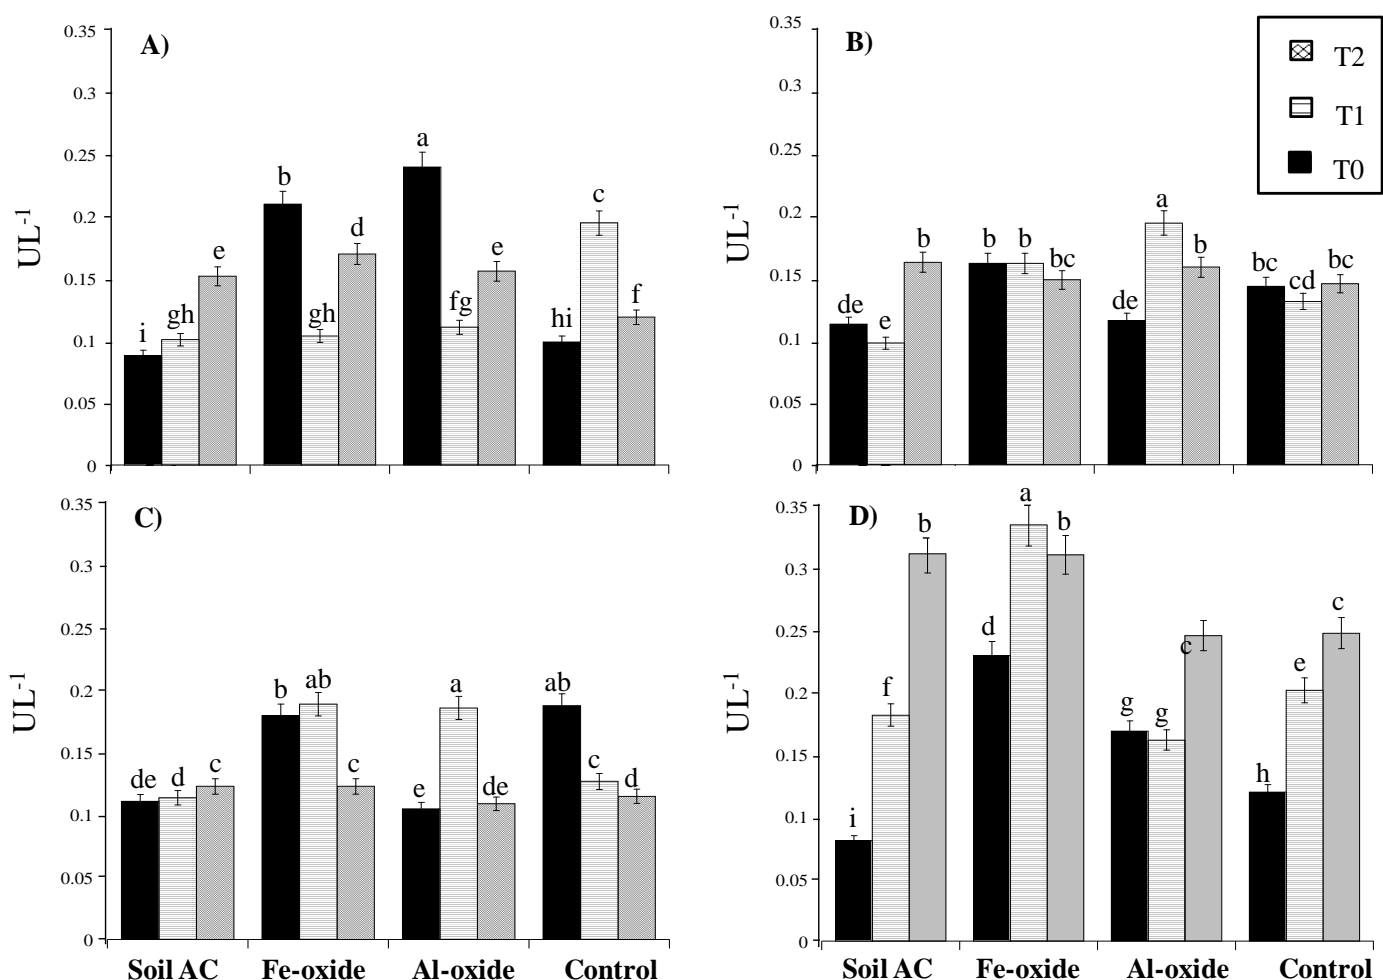 A)
0.35
0.3
0.25
0.2
0.15
0.1
0.05
0
UL-1
i gh e
b gh d
a fg e
hi c f
B)
0.35
0.3
0.25
0.2
0.15
0.1
0.05
0
UL-1
de e b
b b bc
de a b
bc cd bc
T2
T1
T0
C)
0.35
0.3
0.25
0.2
0.15
0.1
0.05
0
UL-1
de d c
b ab c
e a de
ab c d
Soil AC Fe-oxide Al-oxide Control
D)
0.35
0.3
0.25
0.2
0.15
0.1
0.05
0
UL-1
i f b
d a b
g g c
h e c
Soil AC Fe-oxide Al-oxide Control